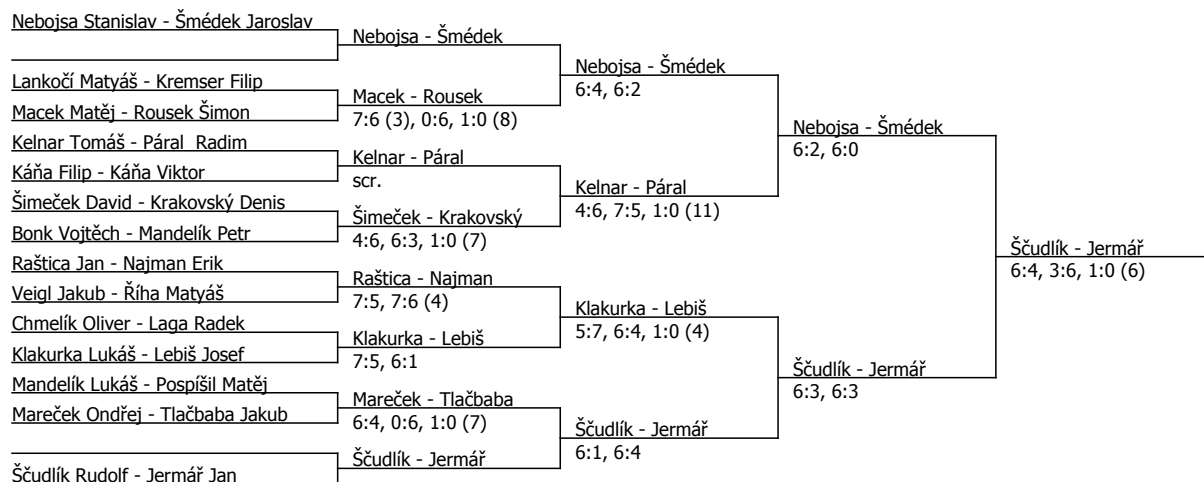 Nebojsa Stanislav - Šmédek Jaroslav
Nebojsa - Šmédek
Nebojsa - Šmédek
6:4, 6:2
Lankočí Matyáš - Kremser Filip
Macek - Rousek
7:6 (3), 0:6, 1:0 (8)
Macek Matěj - Rousek Šimon
Nebojsa - Šmédek
6:2, 6:0
Kelnar Tomáš - Páral  Radim
Kelnar - Páral
scr.
Káňa Filip - Káňa Viktor
Kelnar - Páral
4:6, 7:5, 1:0 (11)
Šimeček David - Krakovský Denis
Šimeček - Krakovský
4:6, 6:3, 1:0 (7)
Bonk Vojtěch - Mandelík Petr
Ščudlík - Jermář
6:4, 3:6, 1:0 (6)
Raštica Jan - Najman Erik
Raštica - Najman
7:5, 7:6 (4)
Veigl Jakub - Říha Matyáš
Klakurka - Lebiš
5:7, 6:4, 1:0 (4)
Chmelík Oliver - Laga Radek
Klakurka - Lebiš
7:5, 6:1
Klakurka Lukáš - Lebiš Josef
Ščudlík - Jermář
6:3, 6:3
Mandelík Lukáš - Pospíšil Matěj
Mareček - Tlačbaba
6:4, 0:6, 1:0 (7)
Mareček Ondřej - Tlačbaba Jakub
Ščudlík - Jermář
6:1, 6:4
Ščudlík - Jermář
Ščudlík Rudolf - Jermář Jan